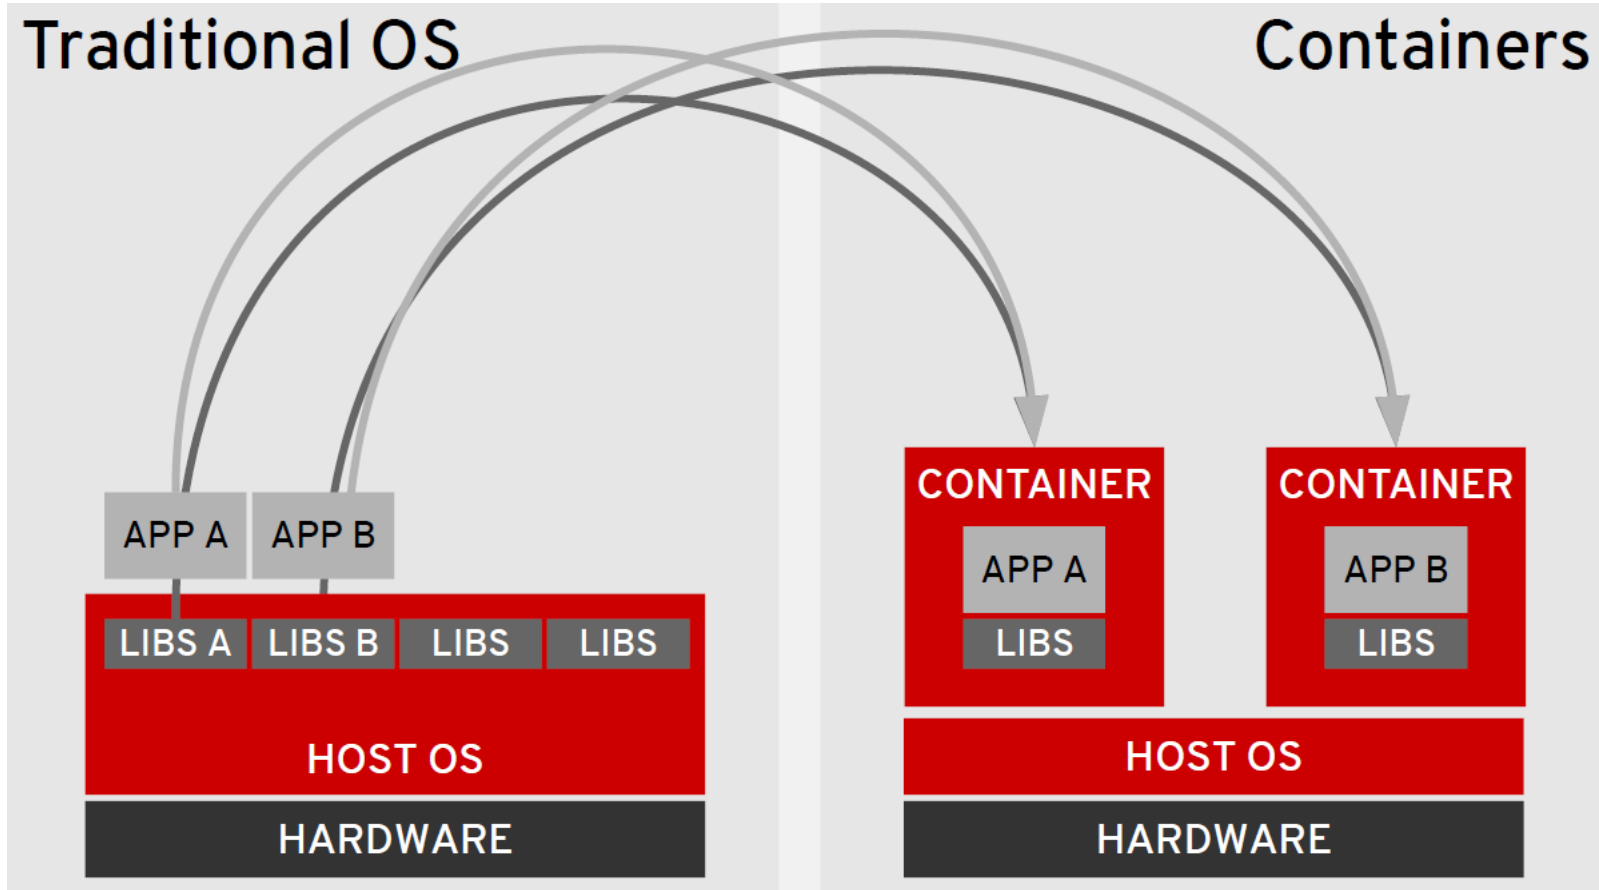 Traditional OS
APP A
APP B
LIBS A
LIBS B
LIBS
LIBS
HOST OS
HARDWARE
Containers
CONTAINER
APP A
LIBS
CONTAINER
APP B
LIBS
HOST OS
HARDWARE